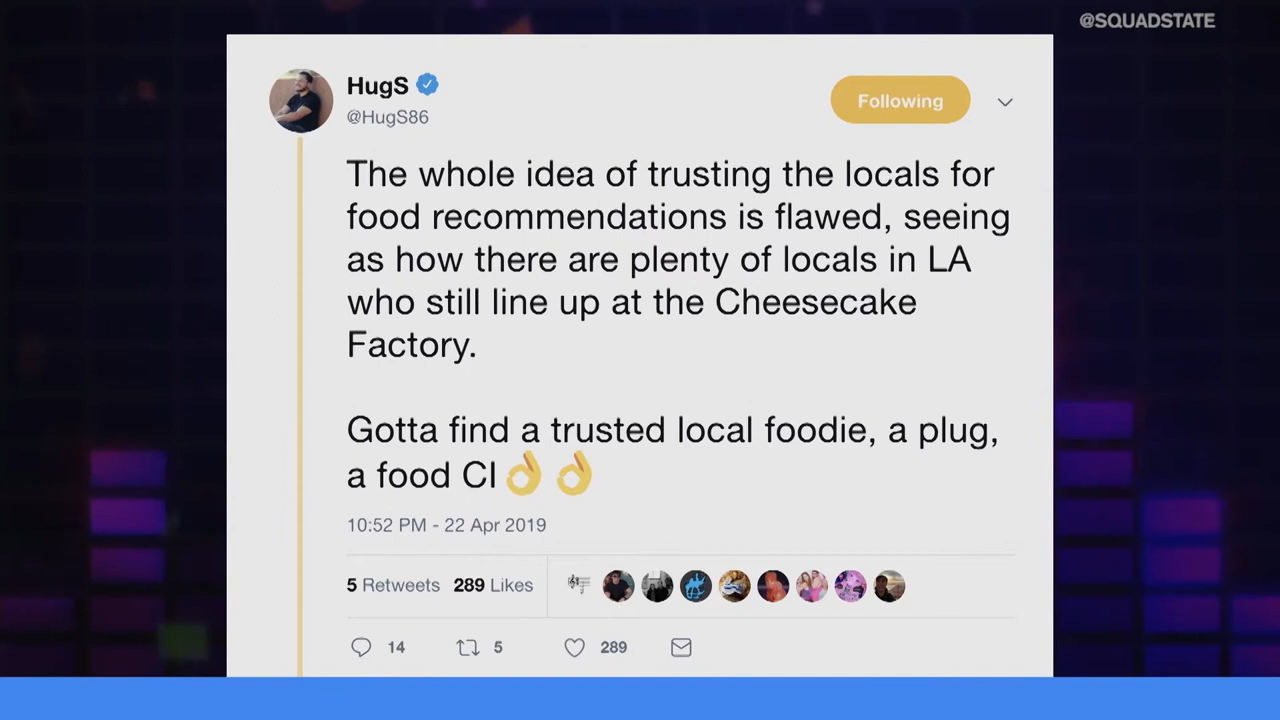 @SQUADSTATE
HugS
@HugS86
Following
The whole idea of trusting the locals for
food recommendations is flawed, seeing
as how there are plenty of locals in LA
who still line up at the Cheesecake
Factory.
Gotta find a trusted local foodie, a plug,
a food CI👌👌
10:52 PM - 22 Apr 2019
5 Retweets 289 Likes
14 5 289